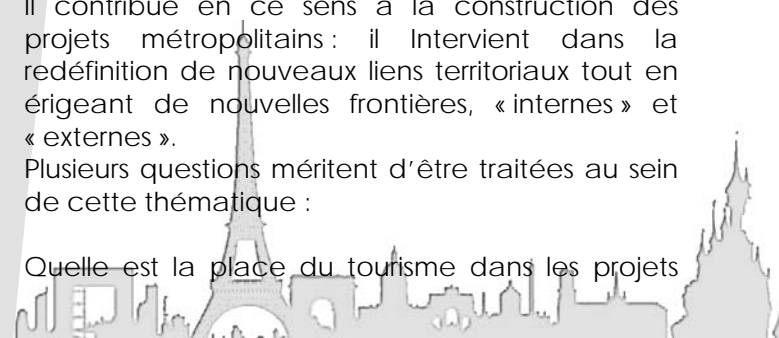 Il contribue en ce sens à la construction des
projets métropolitains : il Intervient dans la
redéfinition de nouveaux liens territoriaux tout en
érigeant de nouvelles frontières, « internes » et
« externes ».
Plusieurs questions méritent d’être traitées au sein
de cette thématique :
Quelle est la place du tourisme dans les projets